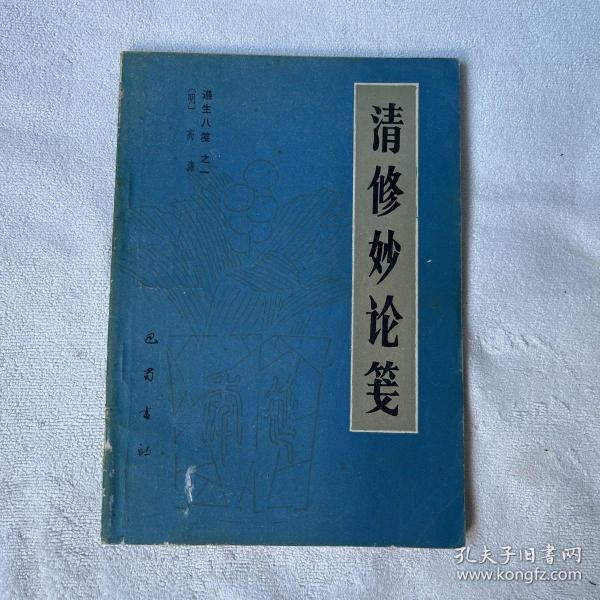 清修妙论笺
遵生八笺 之一
〔明〕 高濂
巴蜀书社
孔夫子旧书网
www.kongfz.com